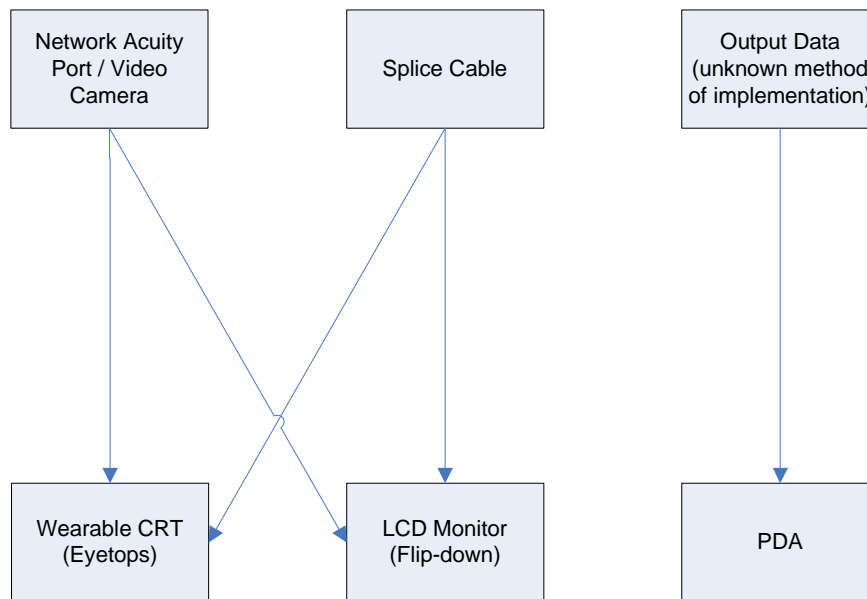 Network Acuity
Port / Video
Camera
Splice Cable
Output Data
(unknown method
of implementation)
Wearable CRT
(Eyetops)
LCD Monitor
(Flip-down)
PDA